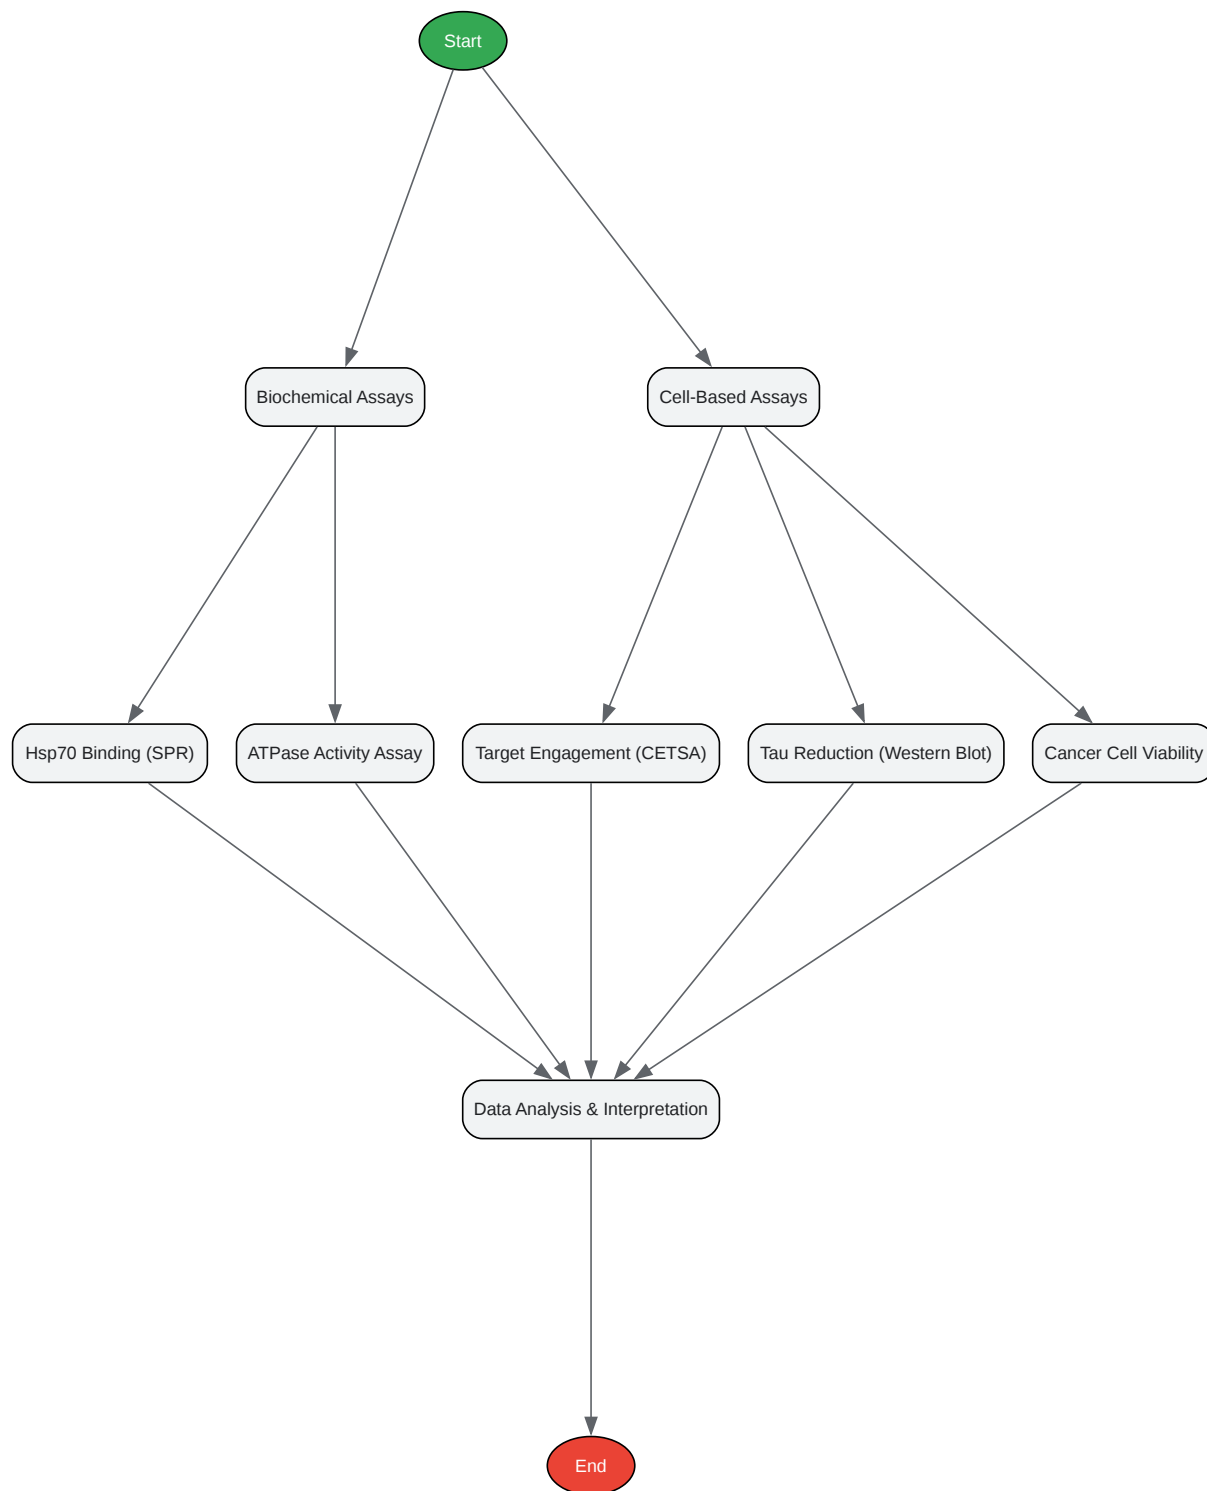 Start
Biochemical Assays
Cell-Based Assays
Hsp70 Binding (SPR)
ATPase Activity Assay
Target Engagement (CETSA)
Tau Reduction (Western Blot)
Cancer Cell Viability
Data Analysis & Interpretation
End